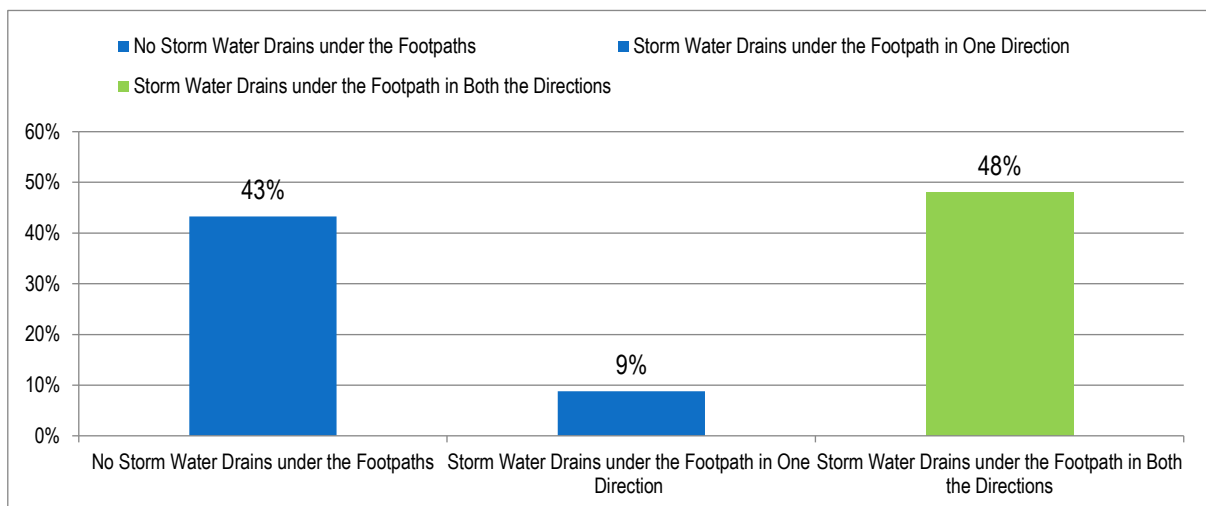 No Storm Water Drains under the Footpaths
Storm Water Drains under the Footpath in One Direction
Storm Water Drains under the Footpath in Both the Directions
60%
50%
40%
30%
20%
10%
0%
43%
9%
48%
No Storm Water Drains under the Footpaths
Storm Water Drains under the Footpath in One
Direction
Storm Water Drains under the Footpath in Both
the Directions